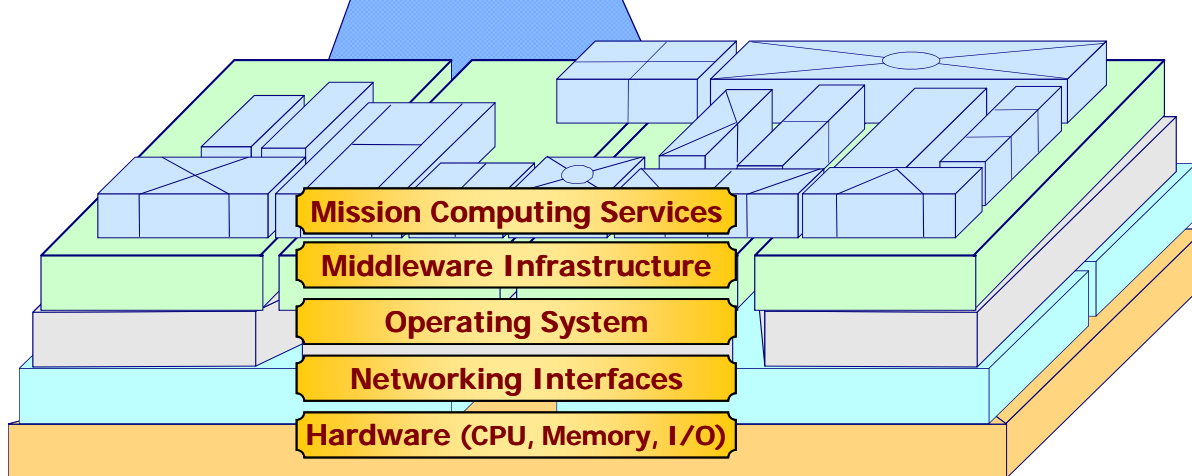 Mission Computing Services
Middleware Infrastructure
Operating System
Networking Interfaces
Hardware (CPU, Memory, I/O)